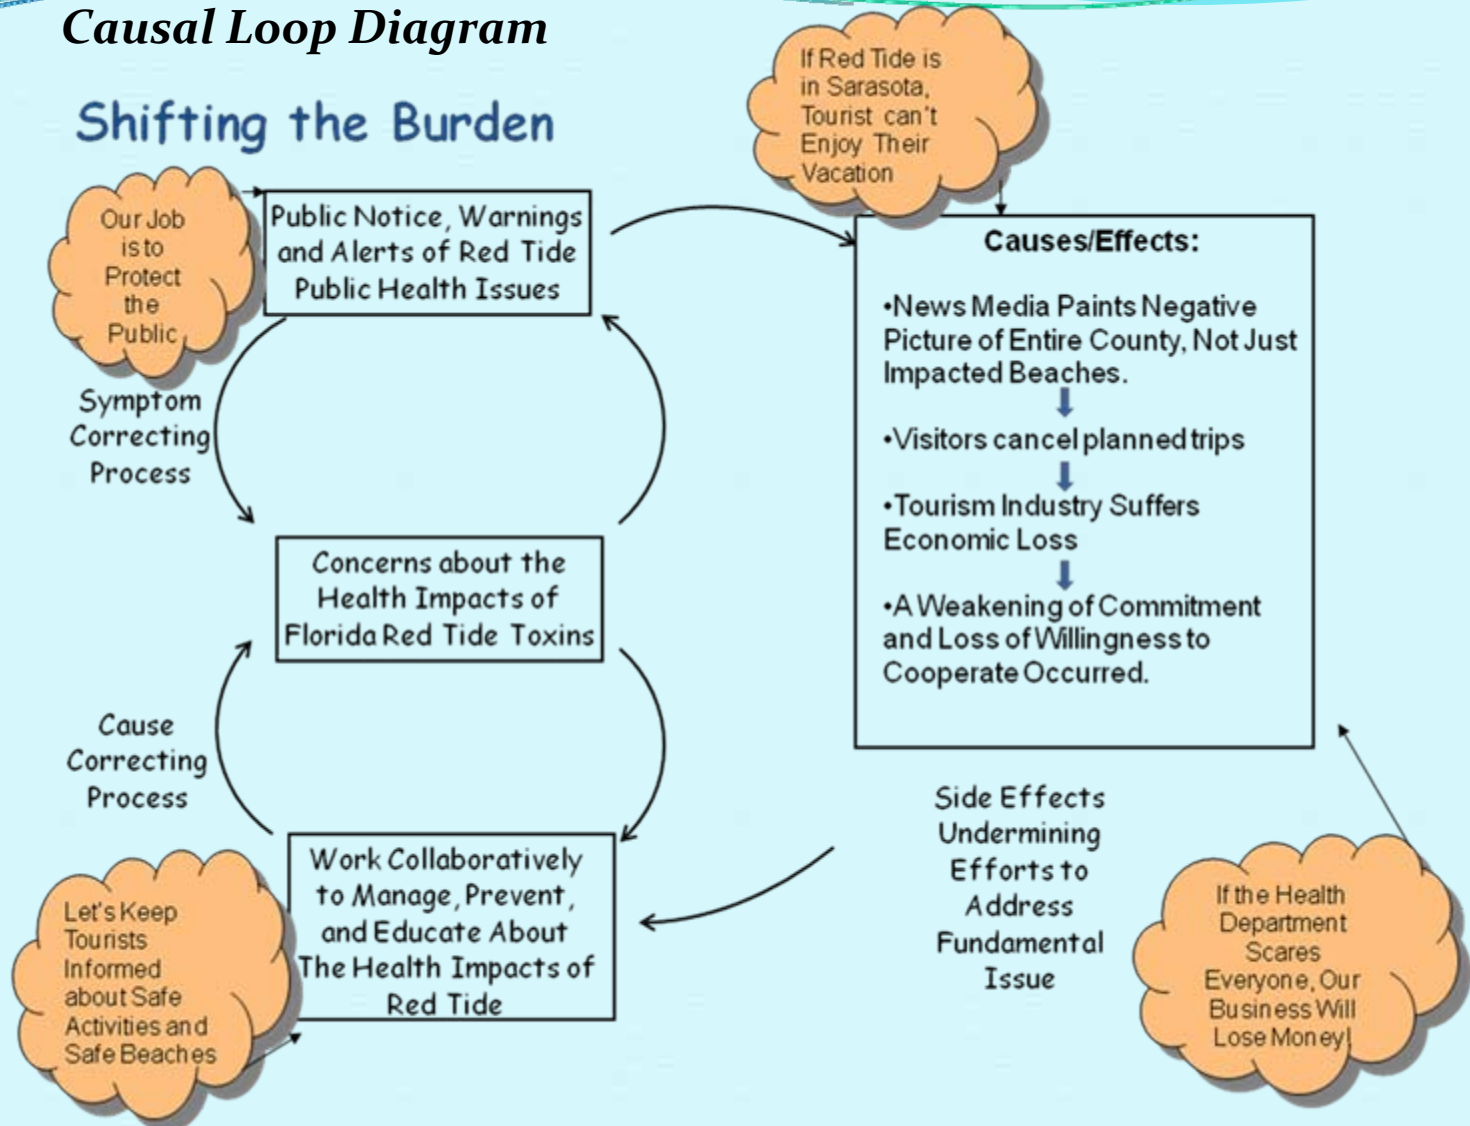 Causal Loop Diagram
Shifting the Burden
If Red Tide is
in Sarasota,
Tourist can't
Enjoy Their
Vacation
Our Job
is to
Protect
the
Public
Public Notice, Warnings
and Alerts of Red Tide
Public Health Issues
Causes/Effects:
•News Media Paints Negative
Picture of Entire County, Not Just
Impacted Beaches.
•Visitors cancel planned trips
•Tourism Industry Suffers
Economic Loss
•A Weakening of Commitment
and Loss of Willingness to
Cooperate Occurred.
Symptom
Correcting
Process
Concerns about the
Health Impacts of
Florida Red Tide Toxins
Cause
Correcting
Process
Work Collaboratively
to Manage, Prevent,
and Educate About
The Health Impacts of
Red Tide
Let's Keep
Tourists
Informed
about Safe
Activities and
Safe Beaches
Side Effects
Undermining
Efforts to
Address
Fundamental
Issue
If the Health
Department
Scares
Everyone, Our
Business Will
Lose Money!